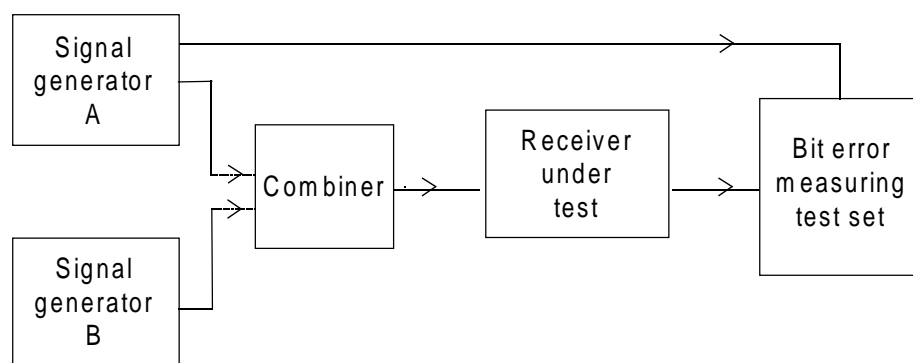 Signal
generator
A
Combiner
Receiver
under
test
Bit error
measuring
test set
Signal
generator
B